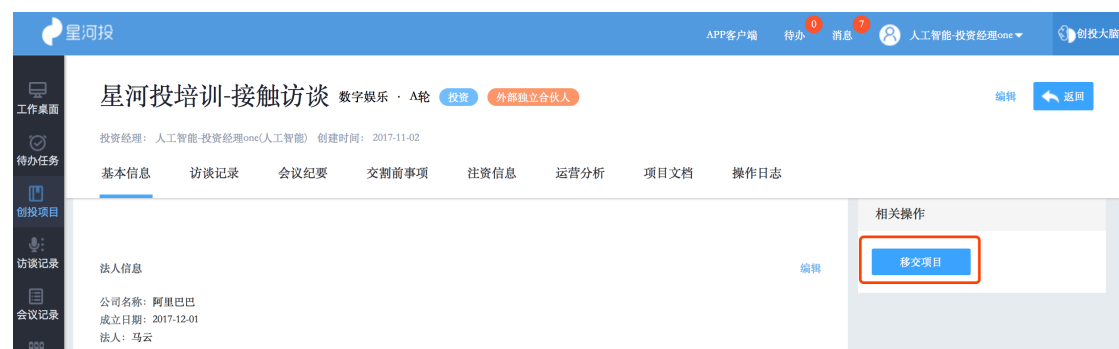 星河投 APP客户端 待办 0 消息 7 人工智能-投资经理one 创投大脑
工作桌面
待办任务
创投项目
访谈记录
会议记录
星河投培训-接触访谈 数字娱乐 · A轮 投资 外部独立合伙人 编辑 返回
投资经理: 人工智能-投资经理one(人工智能) 创建时间: 2017-11-02
基本信息 访谈记录 会议纪要 交割前事项 注资信息 运营分析 项目文档 操作日志
相关操作
移交项目
法人信息 编辑
公司名称: 阿里巴巴
成立日期: 2017-12-01
法人: 马云